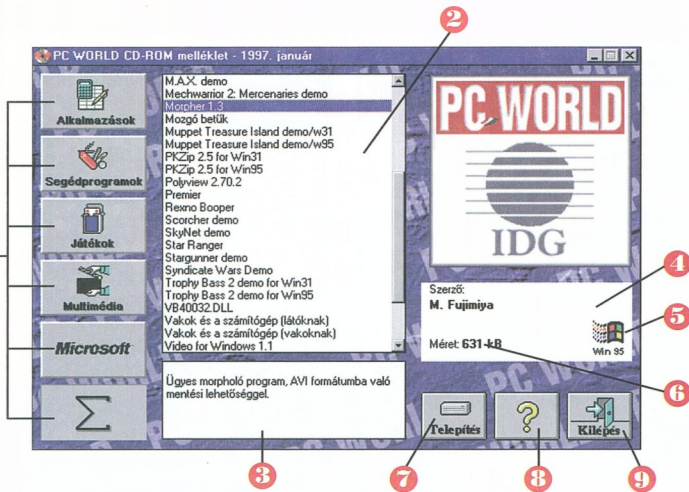 2
PC WORLD CD-ROM melléklet - 1997. január
Alkalmazások
Segédprogramok
Játékok
Multimédia
Microsoft
Σ
M.A.X. demo
Mechwarrior 2: Mercenaries demo
Morpher 1.3
Mozgó betűk
Muppet Treasure Island demo/w31
Muppet Treasure Island demo/w95
PKZip 2.5 for Win31
PKZip 2.5 for Win95
Polyview 2.70.2
Premier
Rexno Booper
Scorcher demo
SkyNet demo
Star Ranger
Stargunner demo
Syndicate Wars Demo
Trophy Bass 2 demo for Win31
Trophy Bass 2 demo for Win95
VB40032.DLL
Vakok és a számítógép (látóknak)
Vakok és a számítógép (vakoknak)
Video for Windows 1.1
Ügyes morpholó program, AVI formátumba való
mentési lehetőséggel.
3
PC WORLD
IDG
4
Szerző:
M. Fujimiya
5
Win 95
Méret: 631 kB
6
Telepítés
?
Kilépés
7
8
9